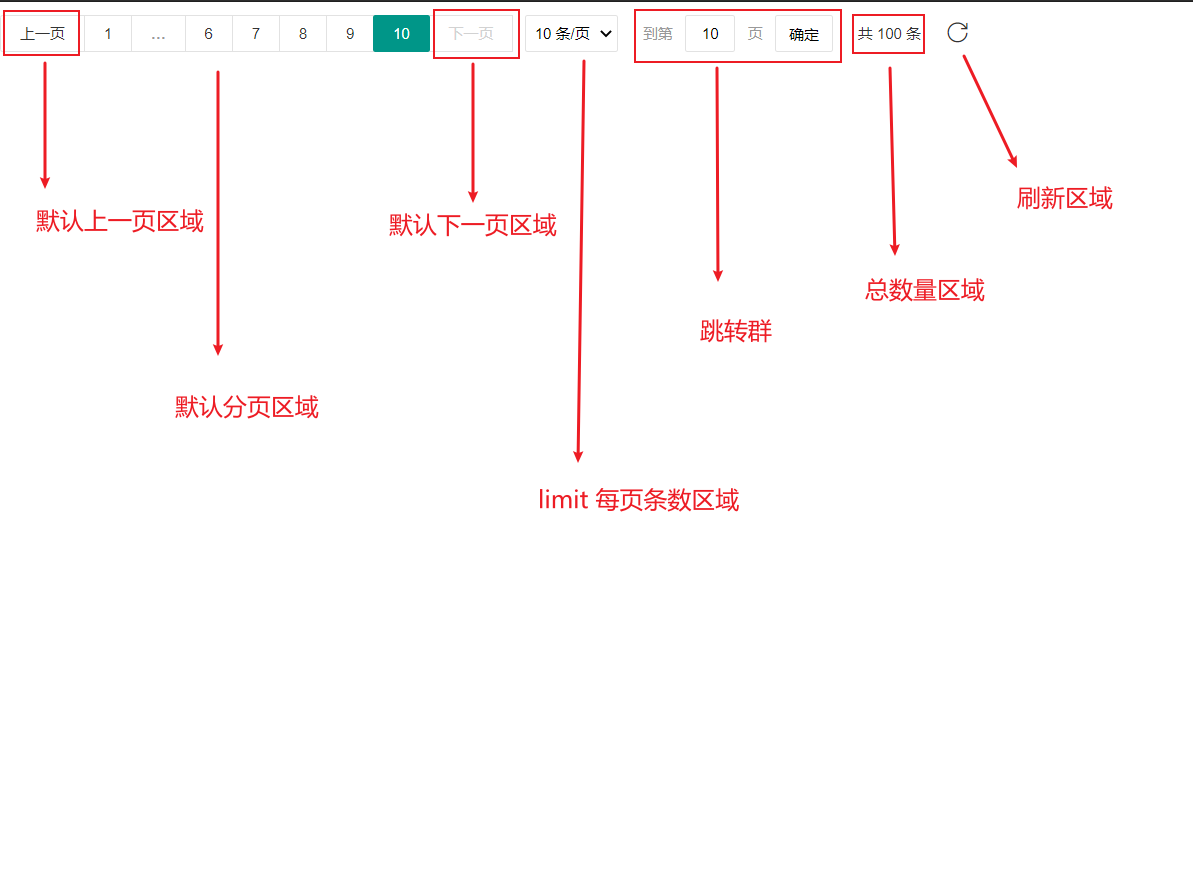 上一页 1 … 6 7 8 9 10 下一页 10 条/页 到第 10 页 确定 共 100 条
刷新区域
默认上一页区域
默认下一页区域
总数量区域
跳转群
默认分页区域
limit 每页条数区域